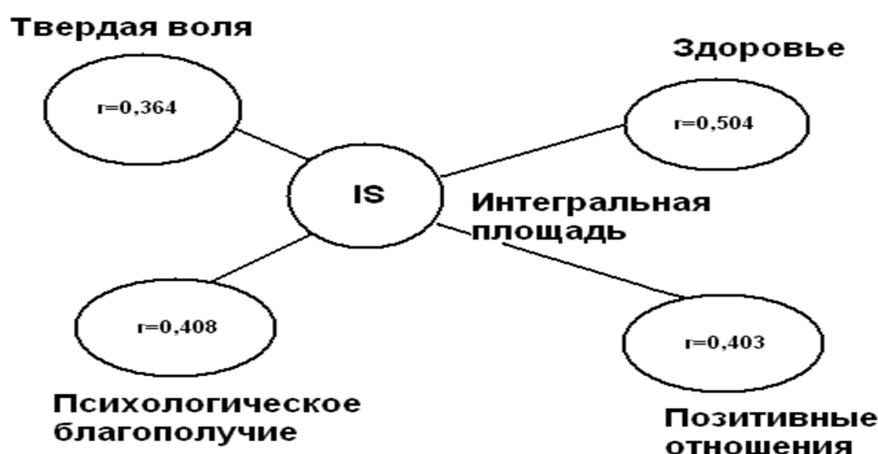 Твердая воля
Здоровье
r=0,364
r=0,504
IS
Интегральная
площадь
r=0,408
r=0,403
Психологическое
благополучие
Позитивные
отношения